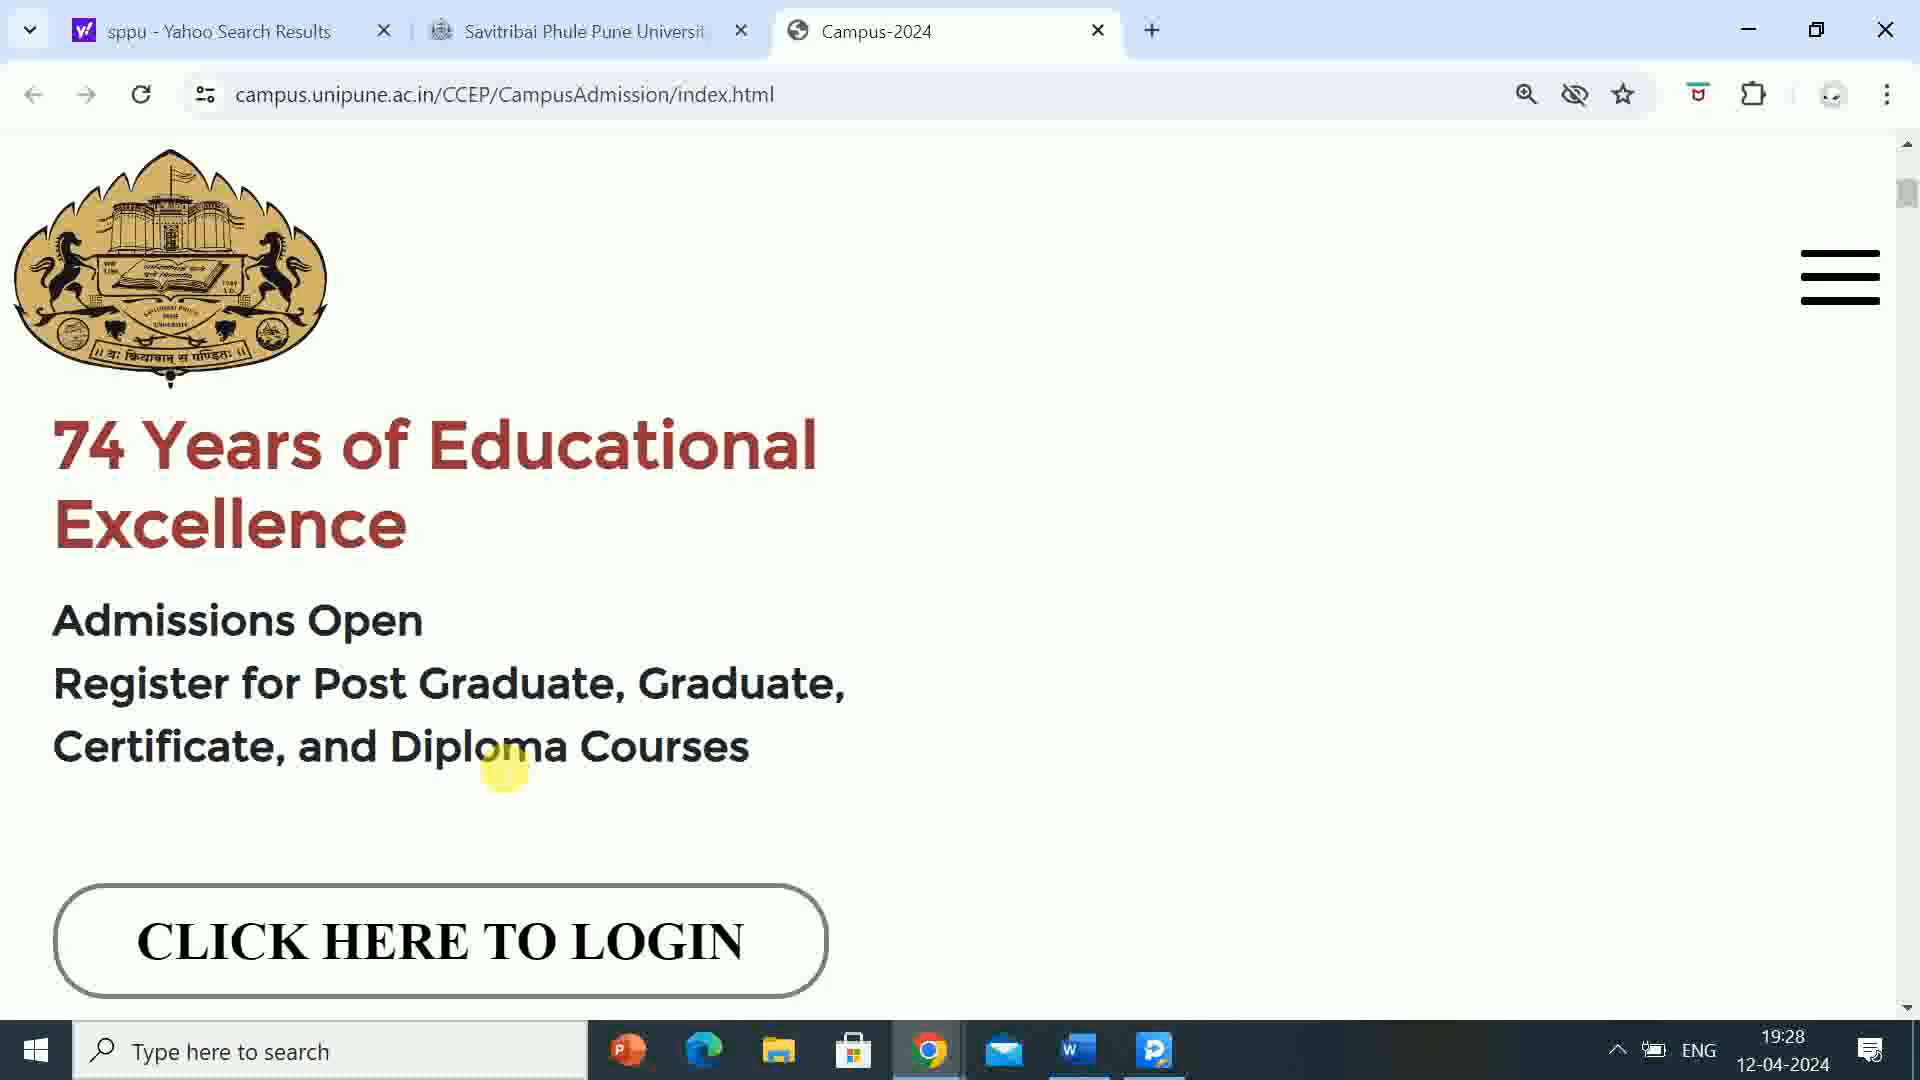 sppu - Yahoo Search Results
Savitribai Phule Pune Universit
Campus-2024
campus.unipune.ac.in/CCEP/CampusAdmission/index.html
|| यः क्रियावान् स पण्डितः ||
74 Years of Educational
Excellence
Admissions Open
Register for Post Graduate, Graduate,
Certificate, and Diploma Courses
CLICK HERE TO LOGIN
Type here to search
ENG
19:28
12-04-2024